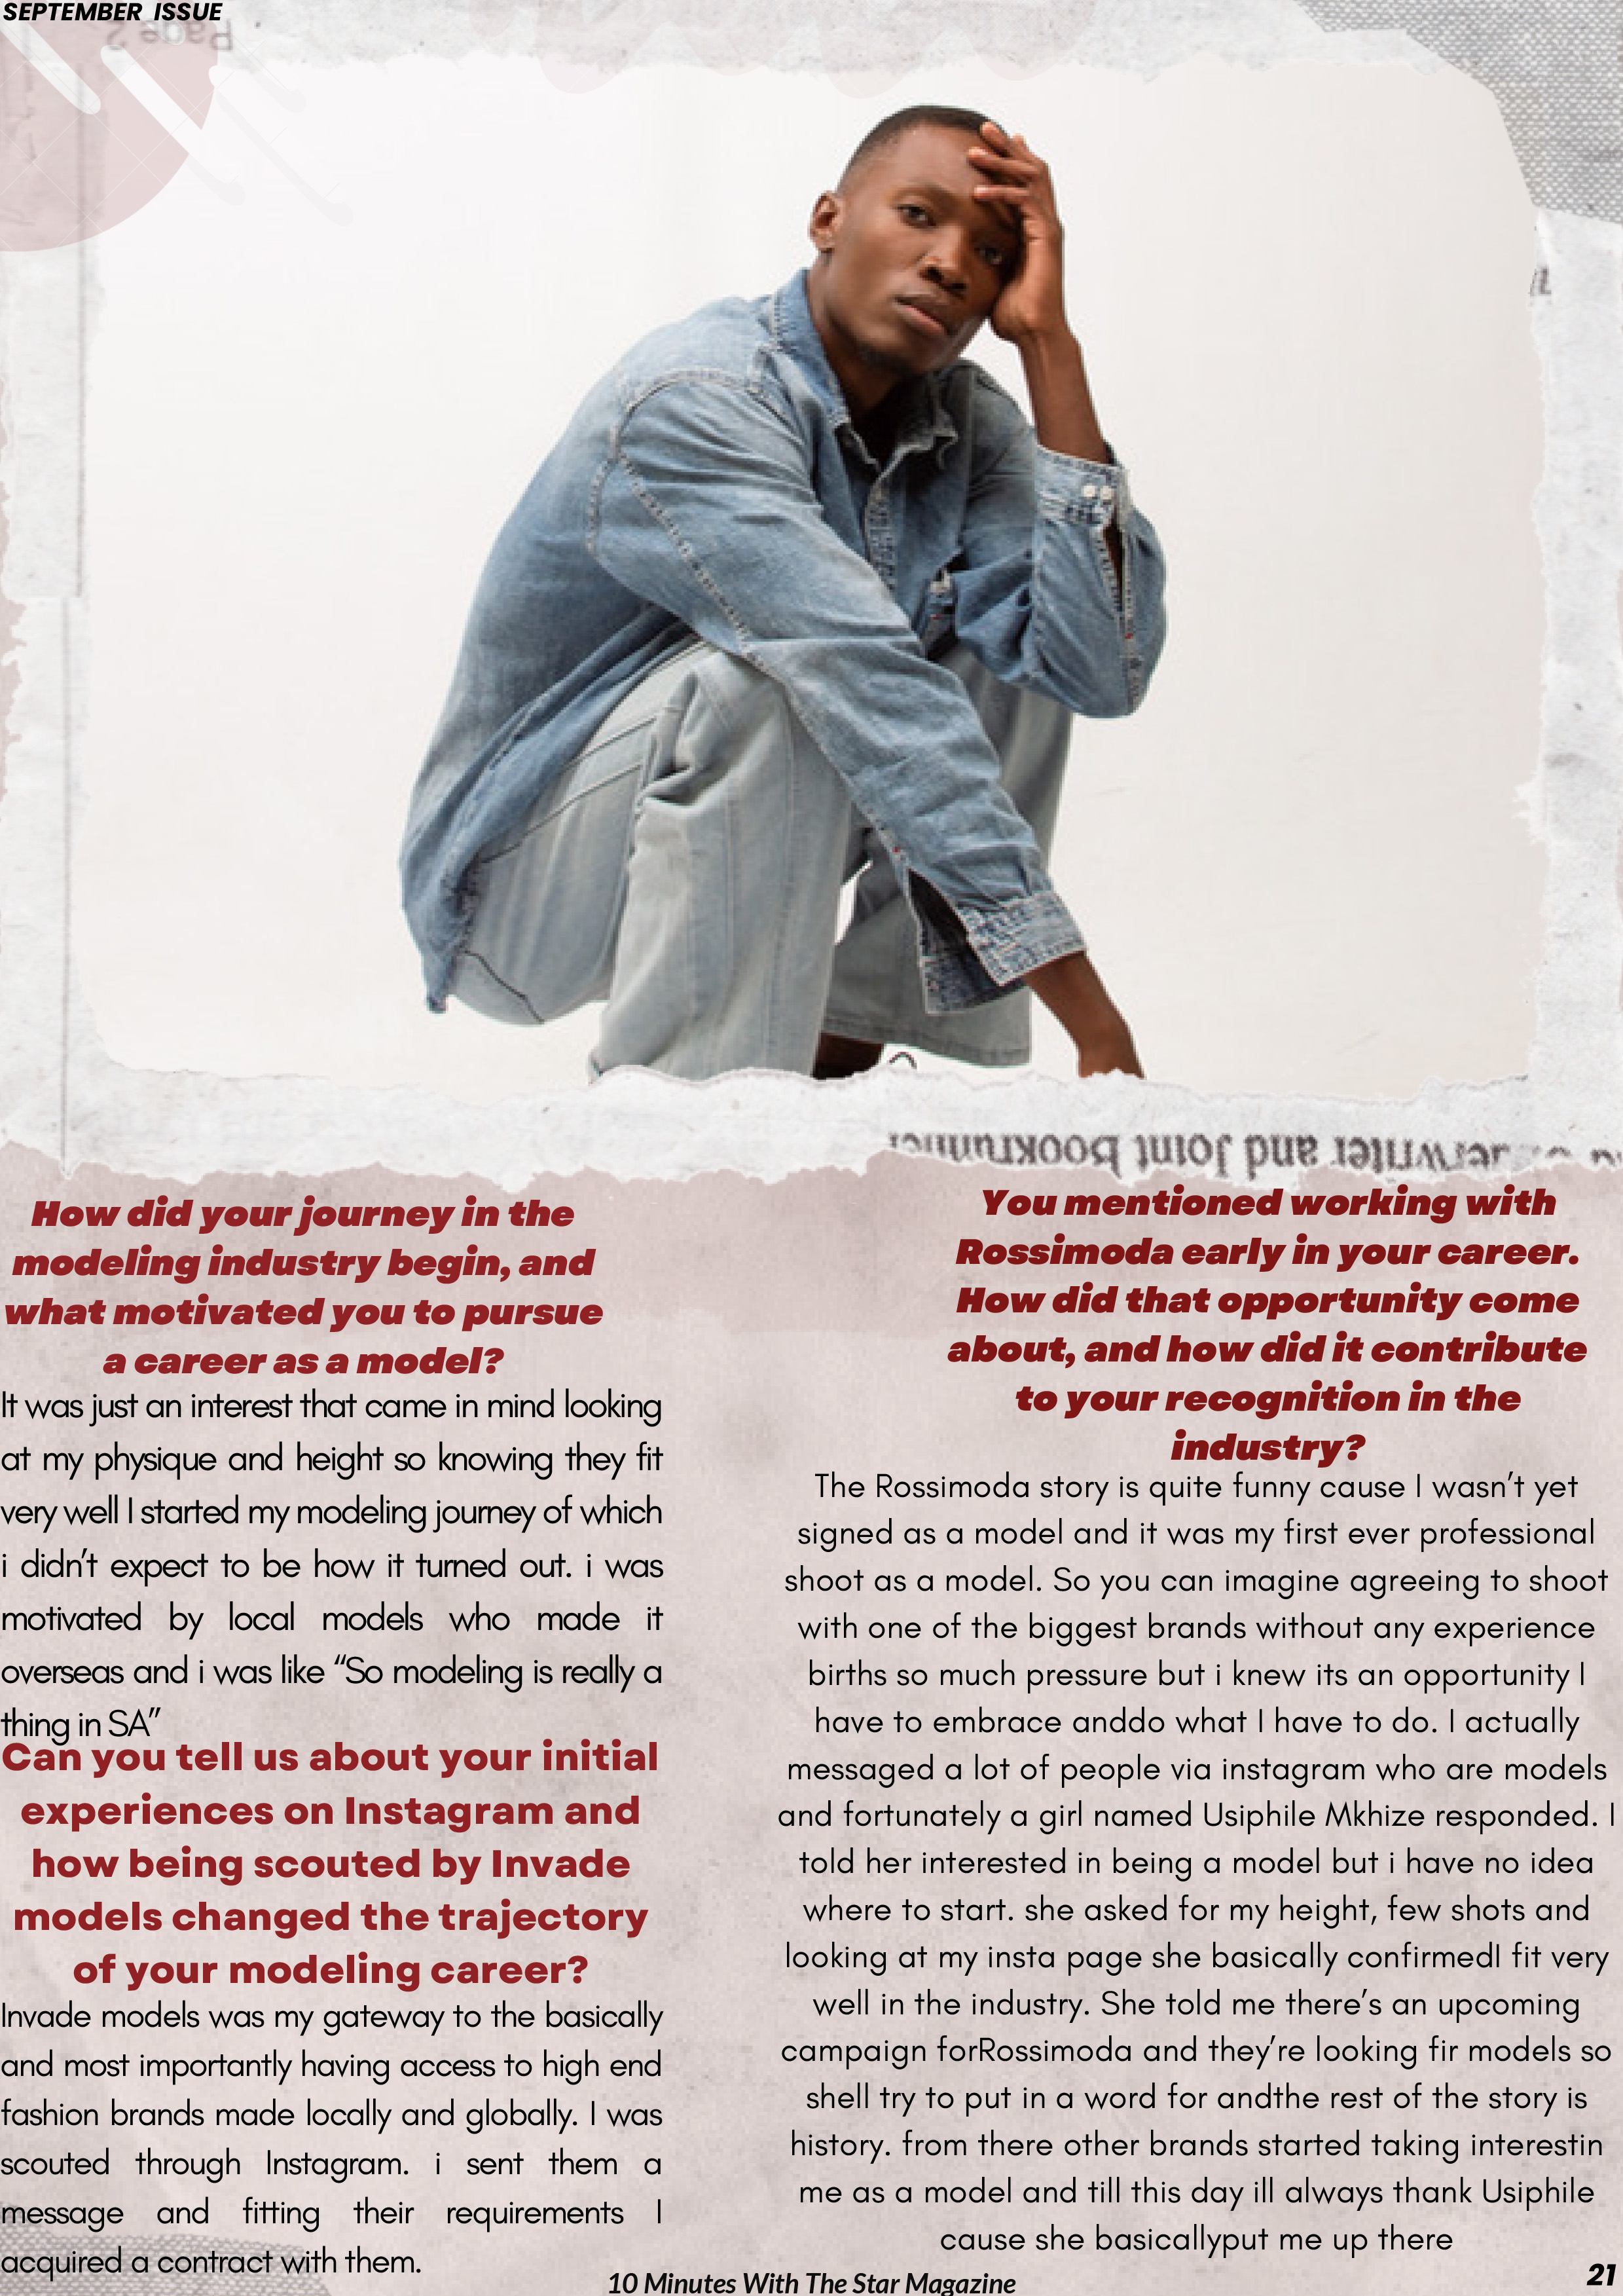 SEPTEMBER ISSUE
Page 2
How did your journey in the
modeling industry begin, and
what motivated you to pursue
a career as a model?
It was just an interest that came in mind looking
at my physique and height so knowing they fit
very well I started my modeling journey of which
i didn't expect to be how it turned out. i was
motivated by local models who made it
overseas and i was like “So modeling is really a
thing in SA”
Can you tell us about your initial
experiences on Instagram and
how being scouted by Invade
models changed the trajectory
of your modeling career?
Invade models was my gateway to the basically
and most importantly having access to high end
fashion brands made locally and globally. I was
scouted through Instagram. i sent them a
message and fitting their requirements I
acquired a contract with them.
and Joint
You mentioned working with
Rossimoda early in your career.
How did that opportunity come
about, and how did it contribute
to your recognition in the
industry?
The Rossimoda story is quite funny cause I wasn't yet
signed as a model and it was my first ever professional
shoot as a model. So you can imagine agreeing to shoot
with one of the biggest brands without any experience
births so much pressure but i knew its an opportunity I
have to embrace anddo what I have to do. I actually
messaged a lot of people via instagram who are models
and fortunately a girl named Usiphile Mkhize responded. I
told her interested in being a model but i have no idea
where to start. she asked for my height, few shots and
looking at my insta page she basically confirmedI fit very
well in the industry. She told me there's an upcoming
campaign forRossimoda and they're looking fir models so
shell try to put in a word for andthe rest of the story is
history. from there other brands started taking interestin
me as a model and till this day ill always thank Usiphile
cause she basicallyput me up there
10 Minutes With The Star Magazine
21